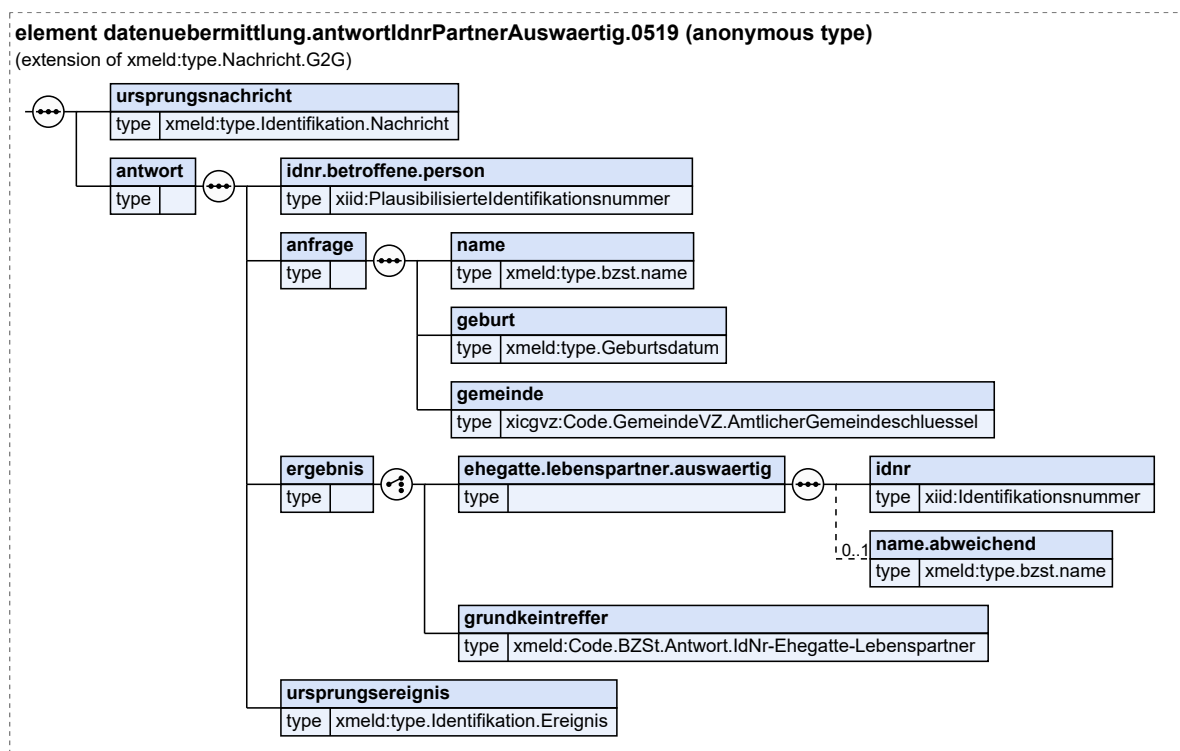 element datenuebermittlung.antwortIdnrPartnerAuswaertig.0519 (anonymous type)
(extension of xmeld:type.Nachricht.G2G)
ursprungsnachricht
type xmeld:type.Identifikation.Nachricht
antwort
type
idnr.betroffene.person
type xiid:PlausibilisierteIdentifikationsnummer
anfrage
type
name
type xmeld:type.bzst.name
geburt
type xmeld:type.Geburtsdatum
gemeinde
type xicgvz:Code.GemeindeVZ.AmtlicherGemeindeschluessel
ergebnis
type
ehegatte.lebenspartner.auswaertig
type
idnr
type xiid:Identifikationsnummer
0..1
name.abweichend
type xmeld:type.bzst.name
grundkeintreffer
type xmeld:Code.BZSt.Antwort.IdNr-Ehegatte-Lebenspartner
ursprungsereignis
type xmeld:type.Identifikation.Ereignis